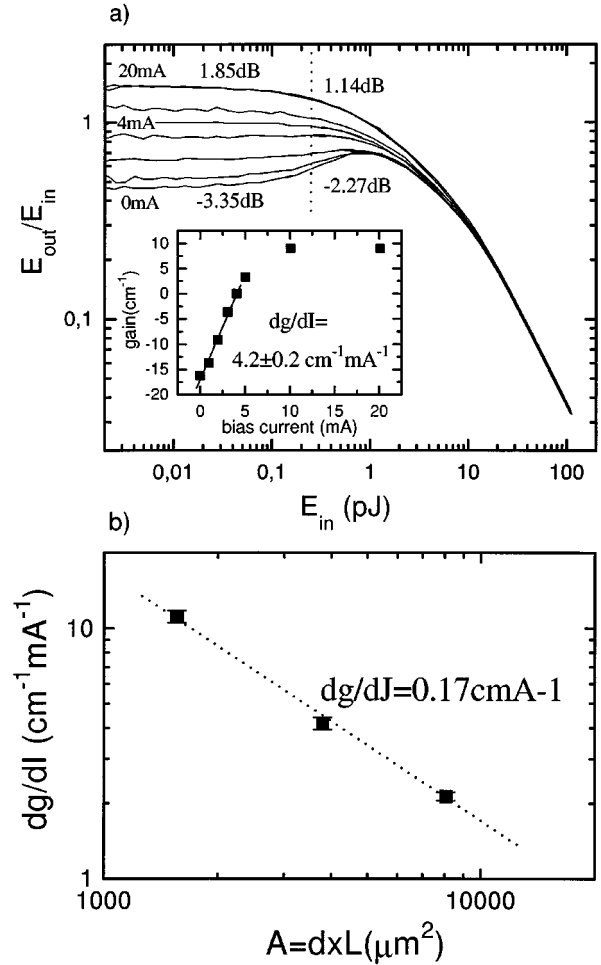 a)
20mA
1.85dB
1.14dB
4mA
0mA
-3.35dB
-2.27dB
1
0,1
E_out/E_in
10
5
0
-5
-10
-15
-20
gain(cm⁻¹)
dg/dI=
4.2±0.2 cm⁻¹mA⁻¹
0 5 10 15 20
bias current (mA)
0,01 0,1 1 10 100
E_in (pJ)
b)
10
1
dg/dI (cm⁻¹mA⁻¹)
dg/dJ=0.17cmA-1
1000 10000
A=dxL(μm²)